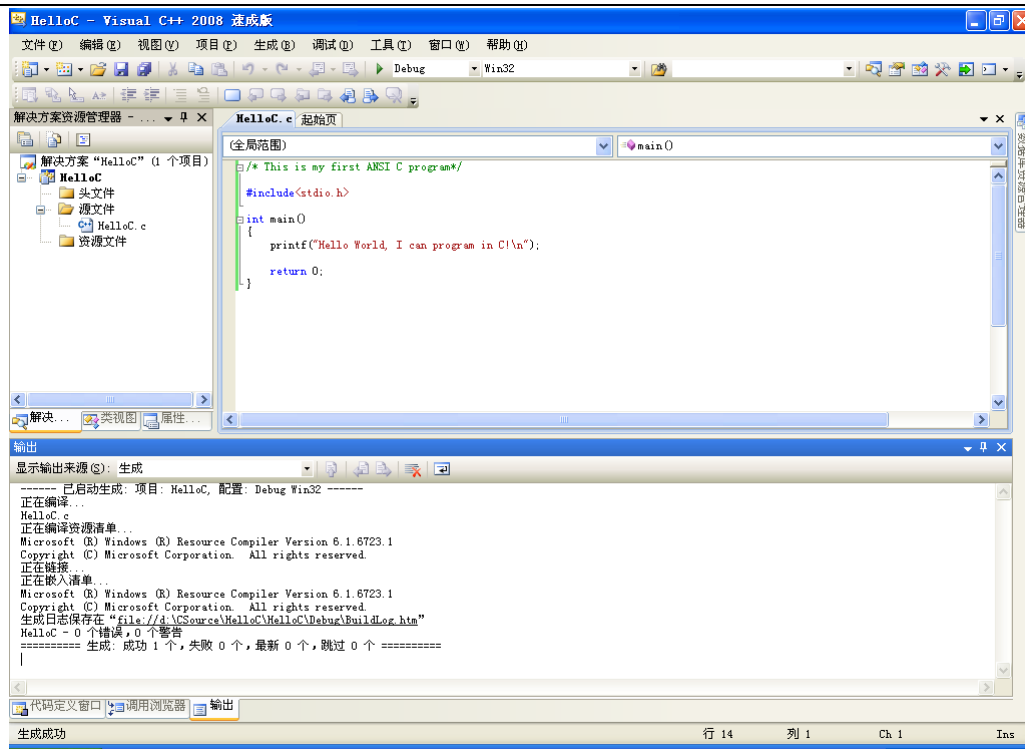 HelloC - Visual C++ 2008 速成版
文件(F) 编辑(E) 视图(V) 项目(P) 生成(B) 调试(D) 工具(T) 窗口(W) 帮助(H)
Debug Win32
解决方案资源管理器 - ...
HelloC.c 起始页
(全局范围) main()
解决方案“HelloC”(1 个项目)
HelloC
头文件
源文件
HelloC.c
资源文件
/* This is my first ANSI C program*/
#include<stdio.h>
int main()
{
printf("Hello World, I can program in C!\n");
return 0;
}
数据库资源管理器
解决... 类视图 属性...
输出
显示输出来源(S): 生成
------ 已启动生成: 项目: HelloC, 配置: Debug Win32 ------
正在编译...
HelloC.c
正在编译资源清单...
Microsoft (R) Windows (R) Resource Compiler Version 6.1.6723.1
Copyright (C) Microsoft Corporation.  All rights reserved.
正在链接...
正在嵌入清单...
Microsoft (R) Windows (R) Resource Compiler Version 6.1.6723.1
Copyright (C) Microsoft Corporation.  All rights reserved.
生成日志保存在“file://d:\CSource\HelloC\HelloC\Debug\BuildLog.htm”
HelloC - 0 个错误，0 个警告
========== 生成: 成功 1 个，失败 0 个，最新 0 个，跳过 0 个 ==========
代码定义窗口 调用浏览器 输出
生成成功 行 14 列 1 Ch 1 Ins